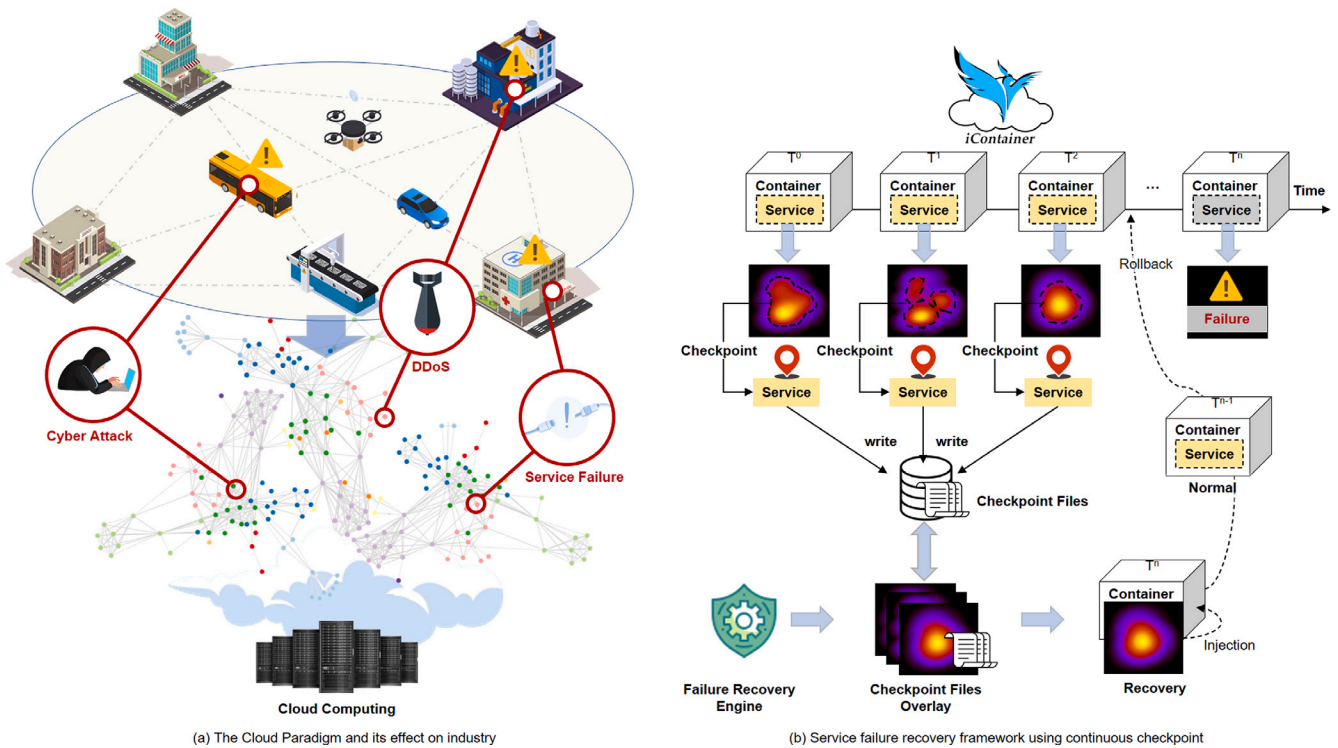 Cyber Attack
DDoS
Service Failure
Cloud Computing
(a) The Cloud Paradigm and its effect on industry
iContainer
T0
Container
Service
T1
Container
Service
T2
Container
Service
...
Tn
Container
Service
Time
Rollback
Failure
Checkpoint
Checkpoint
Checkpoint
Service
Service
Service
write
write
Checkpoint Files
Tn-1
Container
Service
Normal
Tn
Container
Injection
Failure Recovery
Engine
Checkpoint Files
Overlay
Recovery
(b) Service failure recovery framework using continuous checkpoint